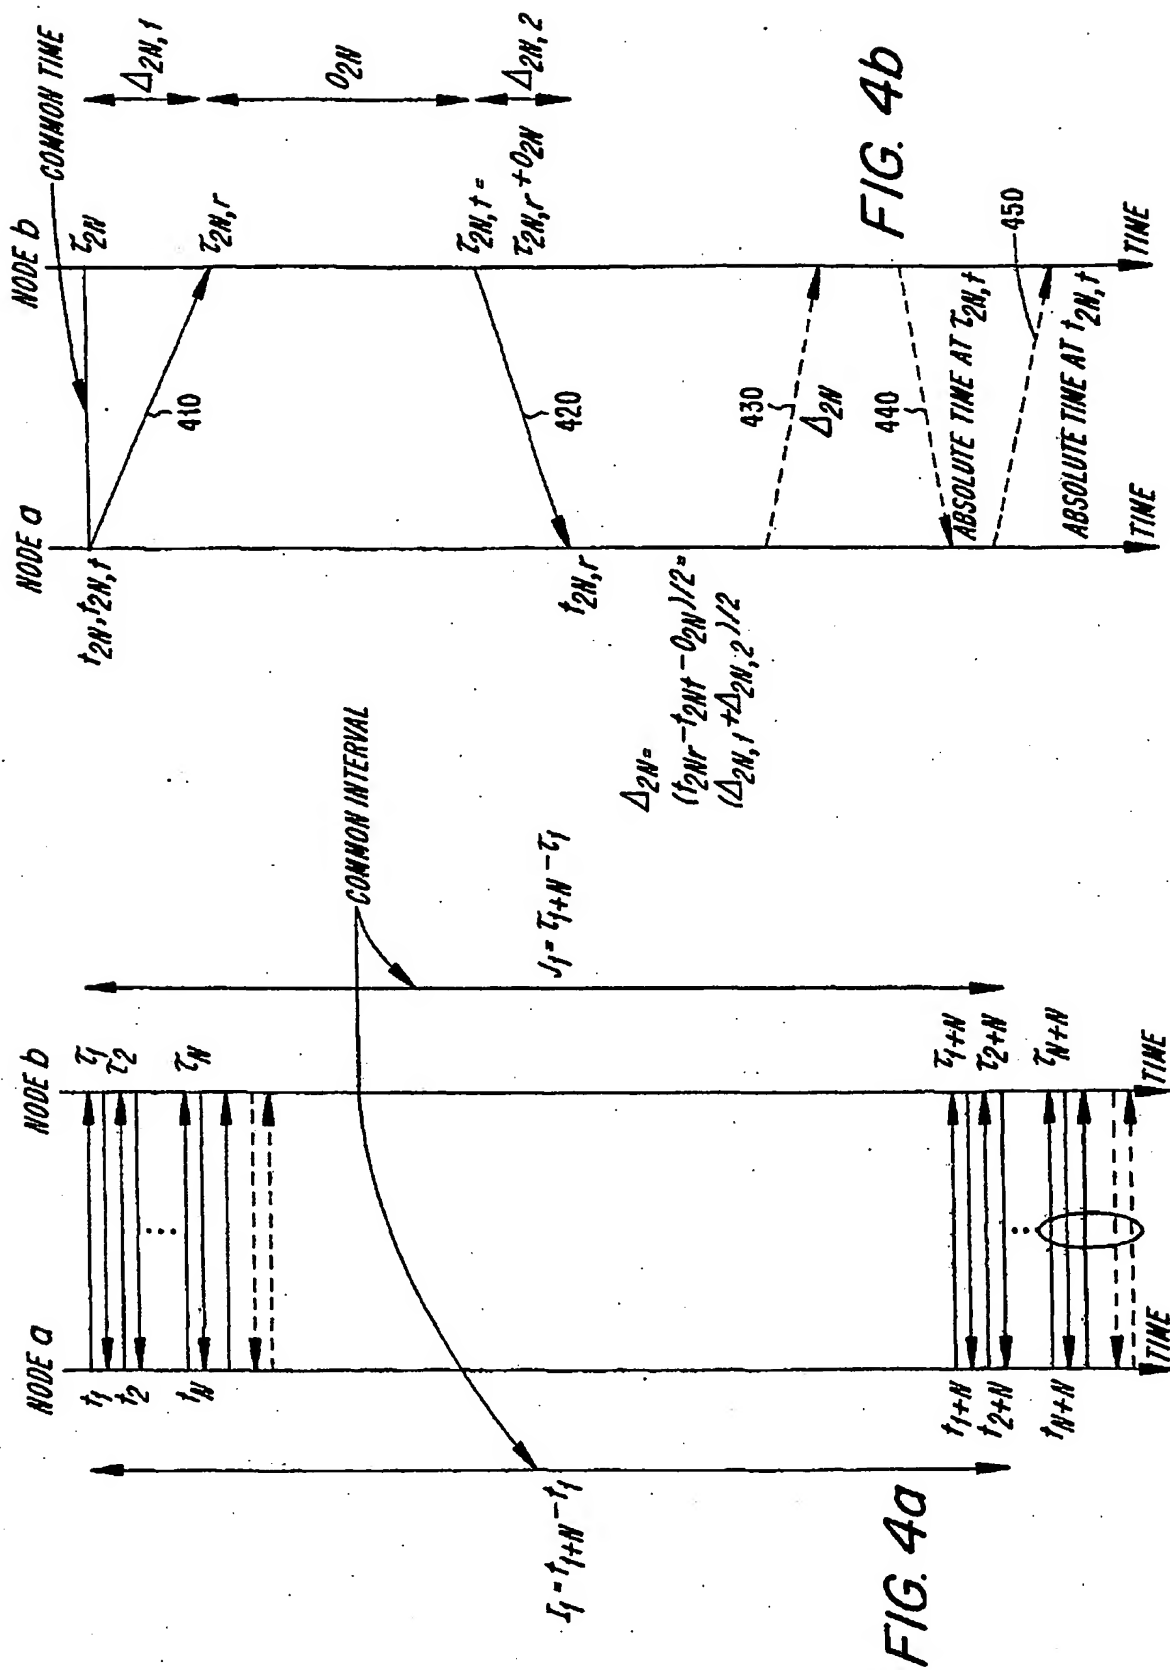 NODE a
NODE b
t1
t2
tN
τ1
τ2
τN
COMMON INTERVAL
I1 = t1+N − t1
J1 = τ1+N − τ1
t1+N
t2+N
tN+N
τ1+N
τ2+N
τN+N
TIME
TIME
FIG. 4a
NODE a
NODE b
COMMON TIME
t2N, t2N,t
τ2N
Δ2N,1
410
τ2N,r
O2N
τ2N,t =
τ2N,r + O2N
Δ2N,2
420
t2N,r
Δ2N =
(t2Nr − t2Nt − O2N)/2 =
(Δ2N,1 + Δ2N,2)/2
430
Δ2N
440
ABSOLUTE TIME AT τ2N,t
450
ABSOLUTE TIME AT t2N,t
TIME
TIME
FIG. 4b